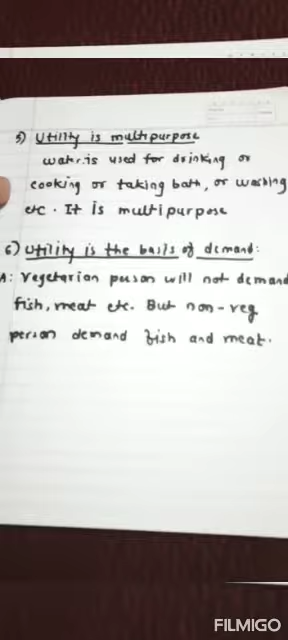 5) Utility is multipurpose
water is used for drinking or
cooking or taking bath, or washing
etc. It is multipurpose
6) Utility is the basis of demand:
A: Vegetarian person will not demand
fish, meat etc. But non-veg
person demand fish and meat.
FILMIGO